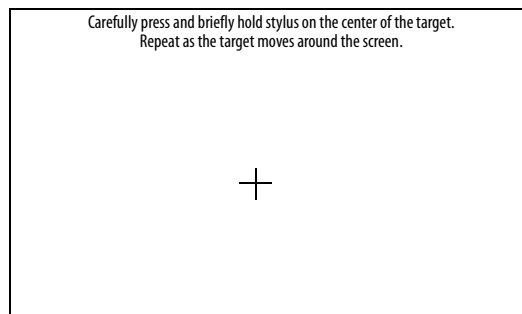 Carefully press and briefly hold stylus on the center of the target.
Repeat as the target moves around the screen.